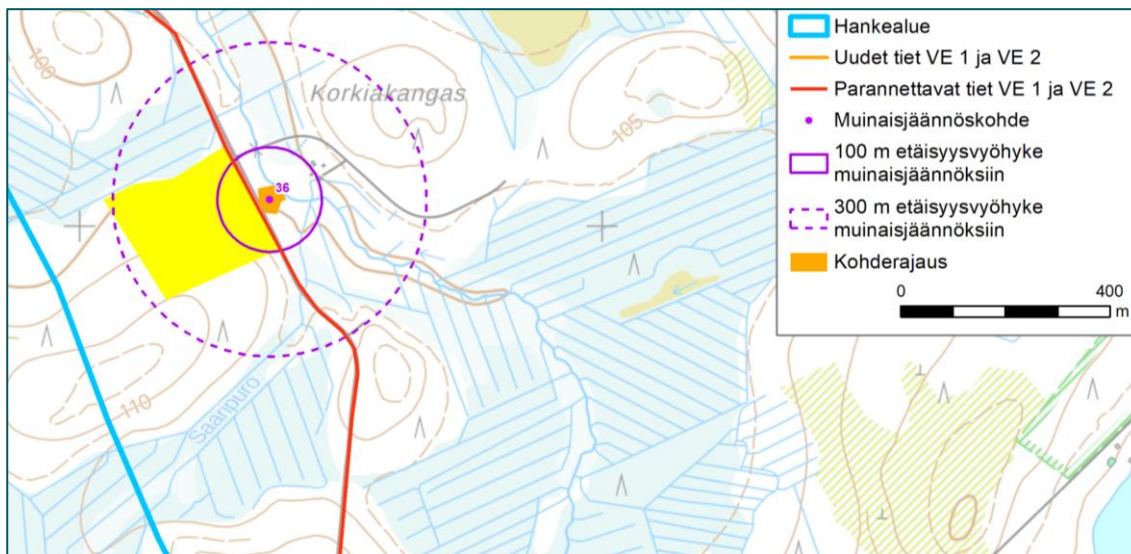 100
Korkiakangas
105
36
110
Saaripuro
Hankealue
Uudet tiet VE 1 ja VE 2
Parannettavat tiet VE 1 ja VE 2
Muinaisjäännöskohde
100 m etäisyysvyöhyke
muinaisjäännöksiin
300 m etäisyysvyöhyke
muinaisjäännöksiin
Kohderajaus
0 400
m